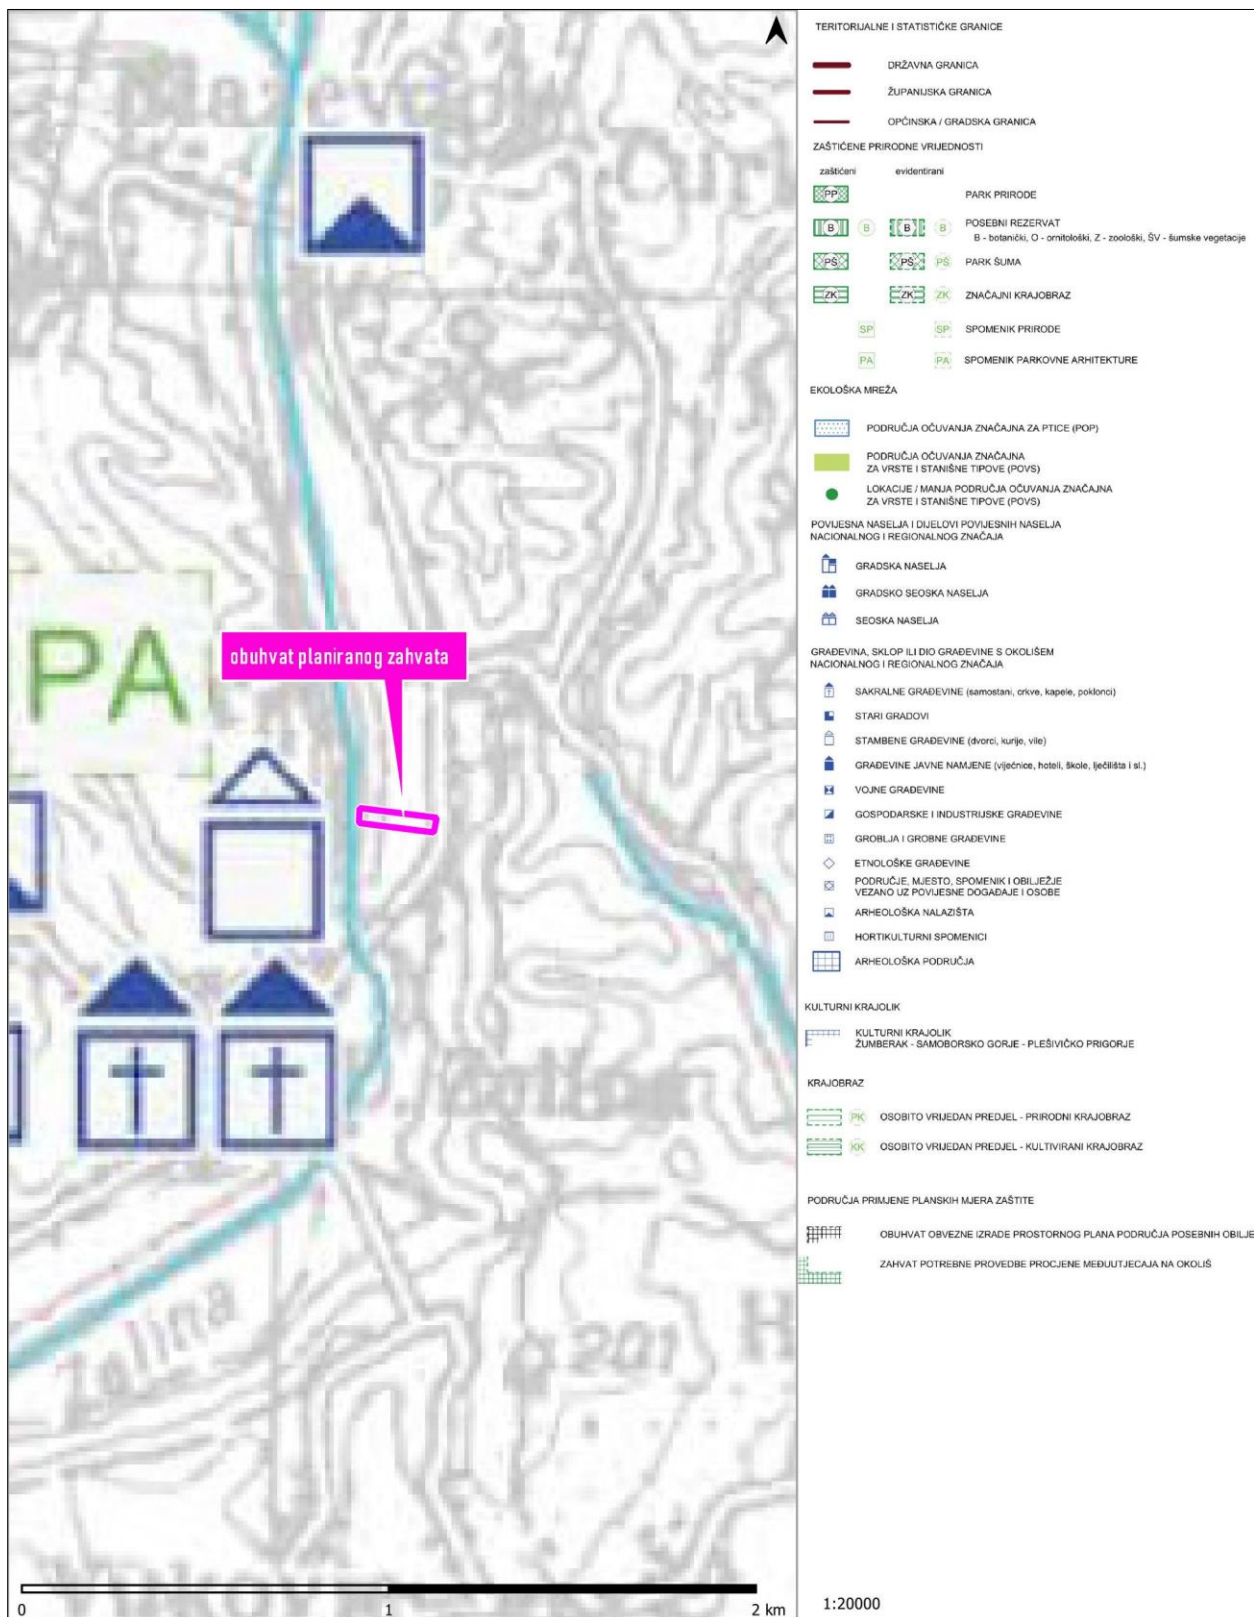 PA
obuhvat planiranog zahvata
201
0
1
2 km
TERITORIJALNE I STATISTIČKE GRANICE
DRŽAVNA GRANICA
ŽUPANIJSKA GRANICA
OPĆINSKA / GRADSKA GRANICA
ZAŠTIĆENE PRIRODNE VRIJEDNOSTI
zaštićeni evidentirani
PP PARK PRIRODE
B B B B POSEBNI REZERVAT
B - botanički, O - ornitološki, Z - zoološki, ŠV - šumske vegetacije
PŠ PŠ PŠ PARK ŠUMA
ZK ZK ZK ZNAČAJNI KRAJOBRAZ
SP SP SPOMENIK PRIRODE
PA PA SPOMENIK PARKOVNE ARHITEKTURE
EKOLOŠKA MREŽA
PODRUČJA OČUVANJA ZNAČAJNA ZA PTICE (POP)
PODRUČJA OČUVANJA ZNAČAJNA
ZA VRSTE I STANIŠNE TIPOVE (POVS)
LOKACIJE / MANJA PODRUČJA OČUVANJA ZNAČAJNA
ZA VRSTE I STANIŠNE TIPOVE (POVS)
POVIJESNA NASELJA I DIJELOVI POVIJESNIH NASELJA
NACIONALNOG I REGIONALNOG ZNAČAJA
GRADSKA NASELJA
GRADSKO SEOSKA NASELJA
SEOSKA NASELJA
GRAĐEVINA, SKLOP ILI DIO GRAĐEVINE S OKOLIŠEM
NACIONALNOG I REGIONALNOG ZNAČAJA
SAKRALNE GRAĐEVINE (samostani, crkve, kapele, poklonci)
STARI GRADOVI
STAMBENE GRAĐEVINE (dvorci, kurije, vile)
GRAĐEVINE JAVNE NAMJENE (vijećnice, hoteli, škole, lječilišta i sl.)
VOJNE GRAĐEVINE
GOSPODARSKE I INDUSTRIJSKE GRAĐEVINE
GROBLJA I GROBNE GRAĐEVINE
ETNOLOŠKE GRAĐEVINE
PODRUČJE, MJESTO, SPOMENIK I OBILJEŽJE
VEZANO UZ POVIJESNE DOGAĐAJE I OSOBE
ARHEOLOŠKA NALAZIŠTA
HORTIKULTURNI SPOMENICI
ARHEOLOŠKA PODRUČJA
KULTURNI KRAJOLIK
KULTURNI KRAJOLIK
ŽUMBERAK - SAMOBORSKO GORJE - PLEŠIVIČKO PRIGORJE
KRAJOBRAZ
PK OSOBITO VRIJEDAN PREDJEL - PRIRODNI KRAJOBRAZ
KK OSOBITO VRIJEDAN PREDJEL - KULTIVIRANI KRAJOBRAZ
PODRUČJA PRIMJENE PLANSKIH MJERA ZAŠTITE
OBUHVAT OBVEZNE IZRADE PROSTORNOG PLANA PODRUČJA POSEBNIH OBILJE
ZAHVAT POTREBNE PROVEDBE PROCJENE MEĐUUTJECAJA NA OKOLIŠ
1:20000